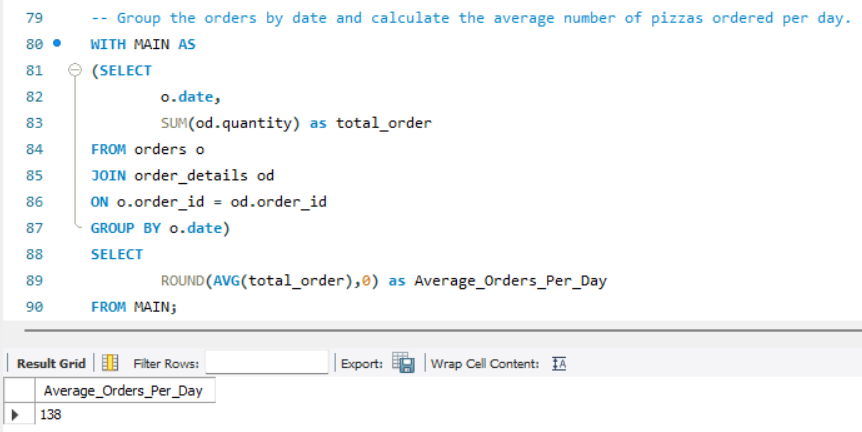 79 -- Group the orders by date and calculate the average number of pizzas ordered per day.
80 WITH MAIN AS
81 (SELECT
82 o.date,
83 SUM(od.quantity) as total_order
84 FROM orders o
85 JOIN order_details od
86 ON o.order_id = od.order_id
87 GROUP BY o.date)
88 SELECT
89 ROUND(AVG(total_order),0) as Average_Orders_Per_Day
90 FROM MAIN;
Result Grid Filter Rows: Export: Wrap Cell Content: IA
Average_Orders_Per_Day
138